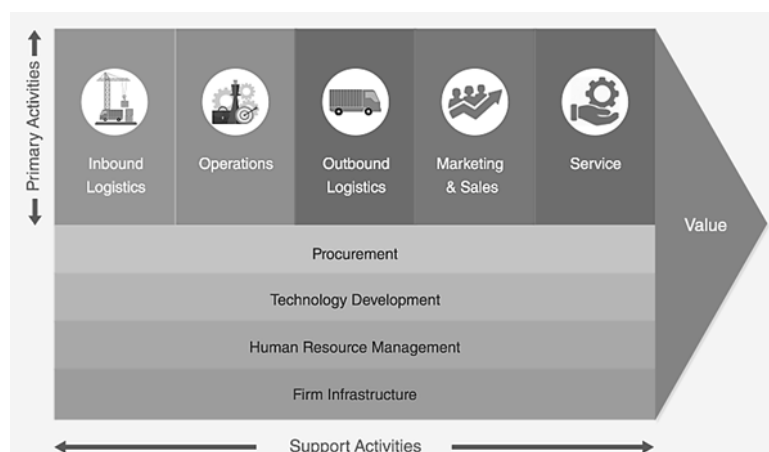 Primary Activities
Inbound
Logistics
Operations
Outbound
Logistics
Marketing
& Sales
Service
Value
Procurement
Technology Development
Human Resource Management
Firm Infrastructure
Support Activities